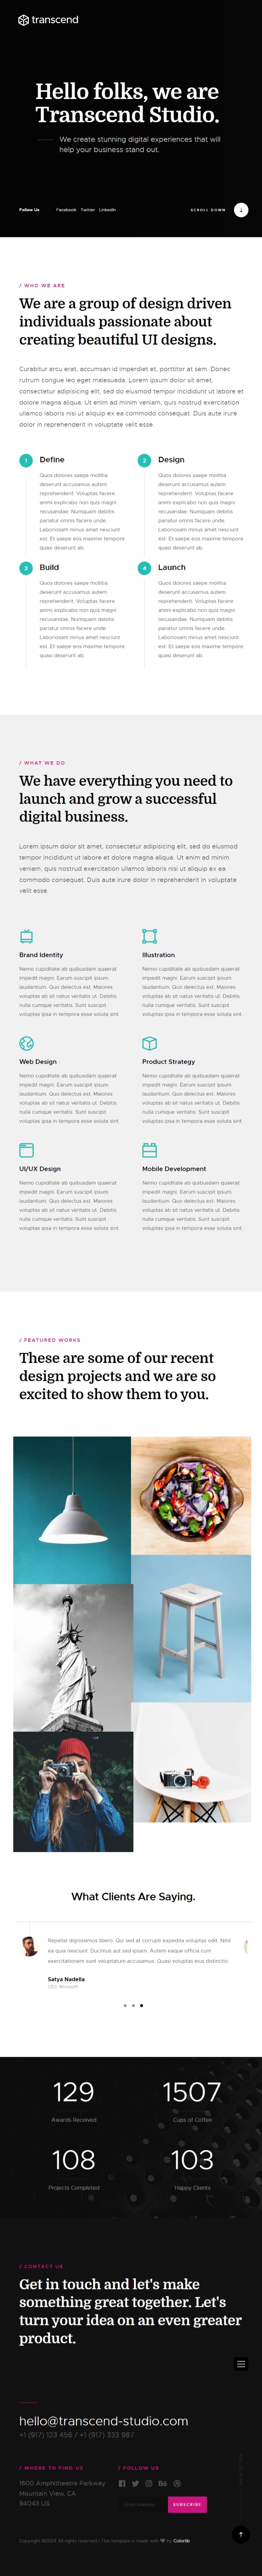 transcend
Hello folks, we are
Transcend Studio.
We create stunning digital experiences that will
help your business stand out.
Follow Us
Facebook Twitter LinkedIn
SCROLL DOWN
/ WHO WE ARE
We are a group of design driven
individuals passionate about
creating beautiful UI designs.
Curabitur arcu erat, accumsan id imperdiet et, porttitor at sem. Donec
rutrum congue leo eget malesuada. Lorem ipsum dolor sit amet,
consectetur adipisicing elit, sed do eiusmod tempor incididunt ut labore et
dolore magna aliqua. Ut enim ad minim veniam, quis nostrud exercitation
ullamco laboris nisi ut aliquip ex ea commodo consequat. Duis aute irure
dolor in reprehenderit in voluptate velit esse.
1 Define
Quos dolores saepe mollitia
deserunt accusamus autem
reprehenderit. Voluptas facere
animi explicabo non quis magni
recusandae. Numquam debitis
pariatur omnis facere unde.
Laboriosam minus amet nesciunt
est. Et saepe eos maxime tempore
quasi deserunt ab.
2 Design
Quos dolores saepe mollitia
deserunt accusamus autem
reprehenderit. Voluptas facere
animi explicabo non quis magni
recusandae. Numquam debitis
pariatur omnis facere unde.
Laboriosam minus amet nesciunt
est. Et saepe eos maxime tempore
quasi deserunt ab.
3 Build
Quos dolores saepe mollitia
deserunt accusamus autem
reprehenderit. Voluptas facere
animi explicabo non quis magni
recusandae. Numquam debitis
pariatur omnis facere unde.
Laboriosam minus amet nesciunt
est. Et saepe eos maxime tempore
quasi deserunt ab.
4 Launch
Quos dolores saepe mollitia
deserunt accusamus autem
reprehenderit. Voluptas facere
animi explicabo non quis magni
recusandae. Numquam debitis
pariatur omnis facere unde.
Laboriosam minus amet nesciunt
est. Et saepe eos maxime tempore
quasi deserunt ab.
/ WHAT WE DO
We have everything you need to
launch and grow a successful
digital business.
Lorem ipsum dolor sit amet, consectetur adipisicing elit, sed do eiusmod
tempor incididunt ut labore et dolore magna aliqua. Ut enim ad minim
veniam, quis nostrud exercitation ullamco laboris nisi ut aliquip ex ea
commodo consequat. Duis aute irure dolor in reprehenderit in voluptate
velit esse.
Brand Identity
Nemo cupiditate ab quibusdam quaerat
impedit magni. Earum suscipit ipsum
laudantium. Quo delectus est. Maiores
voluptas ab sit natus veritatis ut. Debitis
nulla cumque veritatis. Sunt suscipit
voluptas ipsa in tempora esse soluta sint.
Illustration
Nemo cupiditate ab quibusdam quaerat
impedit magni. Earum suscipit ipsum
laudantium. Quo delectus est. Maiores
voluptas ab sit natus veritatis ut. Debitis
nulla cumque veritatis. Sunt suscipit
voluptas ipsa in tempora esse soluta sint.
Web Design
Nemo cupiditate ab quibusdam quaerat
impedit magni. Earum suscipit ipsum
laudantium. Quo delectus est. Maiores
voluptas ab sit natus veritatis ut. Debitis
nulla cumque veritatis. Sunt suscipit
voluptas ipsa in tempora esse soluta sint.
Product Strategy
Nemo cupiditate ab quibusdam quaerat
impedit magni. Earum suscipit ipsum
laudantium. Quo delectus est. Maiores
voluptas ab sit natus veritatis ut. Debitis
nulla cumque veritatis. Sunt suscipit
voluptas ipsa in tempora esse soluta sint.
UI/UX Design
Nemo cupiditate ab quibusdam quaerat
impedit magni. Earum suscipit ipsum
laudantium. Quo delectus est. Maiores
voluptas ab sit natus veritatis ut. Debitis
nulla cumque veritatis. Sunt suscipit
voluptas ipsa in tempora esse soluta sint.
Mobile Development
Nemo cupiditate ab quibusdam quaerat
impedit magni. Earum suscipit ipsum
laudantium. Quo delectus est. Maiores
voluptas ab sit natus veritatis ut. Debitis
nulla cumque veritatis. Sunt suscipit
voluptas ipsa in tempora esse soluta sint.
/ FEATURED WORKS
These are some of our recent
design projects and we are so
excited to show them to you.
What Clients Are Saying.
Repellat dignissimos libero. Qui sed at corrupti expedita voluptas odit. Nihil
ea quia nesciunt. Ducimus aut sed ipsam. Autem eaque officia cum
exercitationem sunt voluptatum accusamus. Quasi voluptas eius distinctio.
Satya Nadella
CEO, Microsoft
129
Awards Received
1507
Cups of Coffee
108
Projects Completed
103
Happy Clients
/ CONTACT US
Get in touch and let's make
something great together. Let's
turn your idea on an even greater
product.
hello@transcend-studio.com
+1 (917) 123 456 / +1 (917) 333 987
/ WHERE TO FIND US
1600 Amphitheatre Parkway
Mountain View, CA
94043 US
/ FOLLOW US
Email Address
SUBSCRIBE
Copyright ©2024 All rights reserved | This template is made with by Colorlib